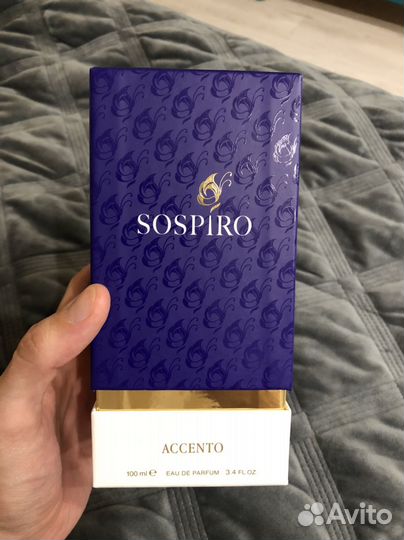 SOSPIRO
ACCENTO
100 ml e EAU DE PARFUM 3.4 FL.OZ.
Avito